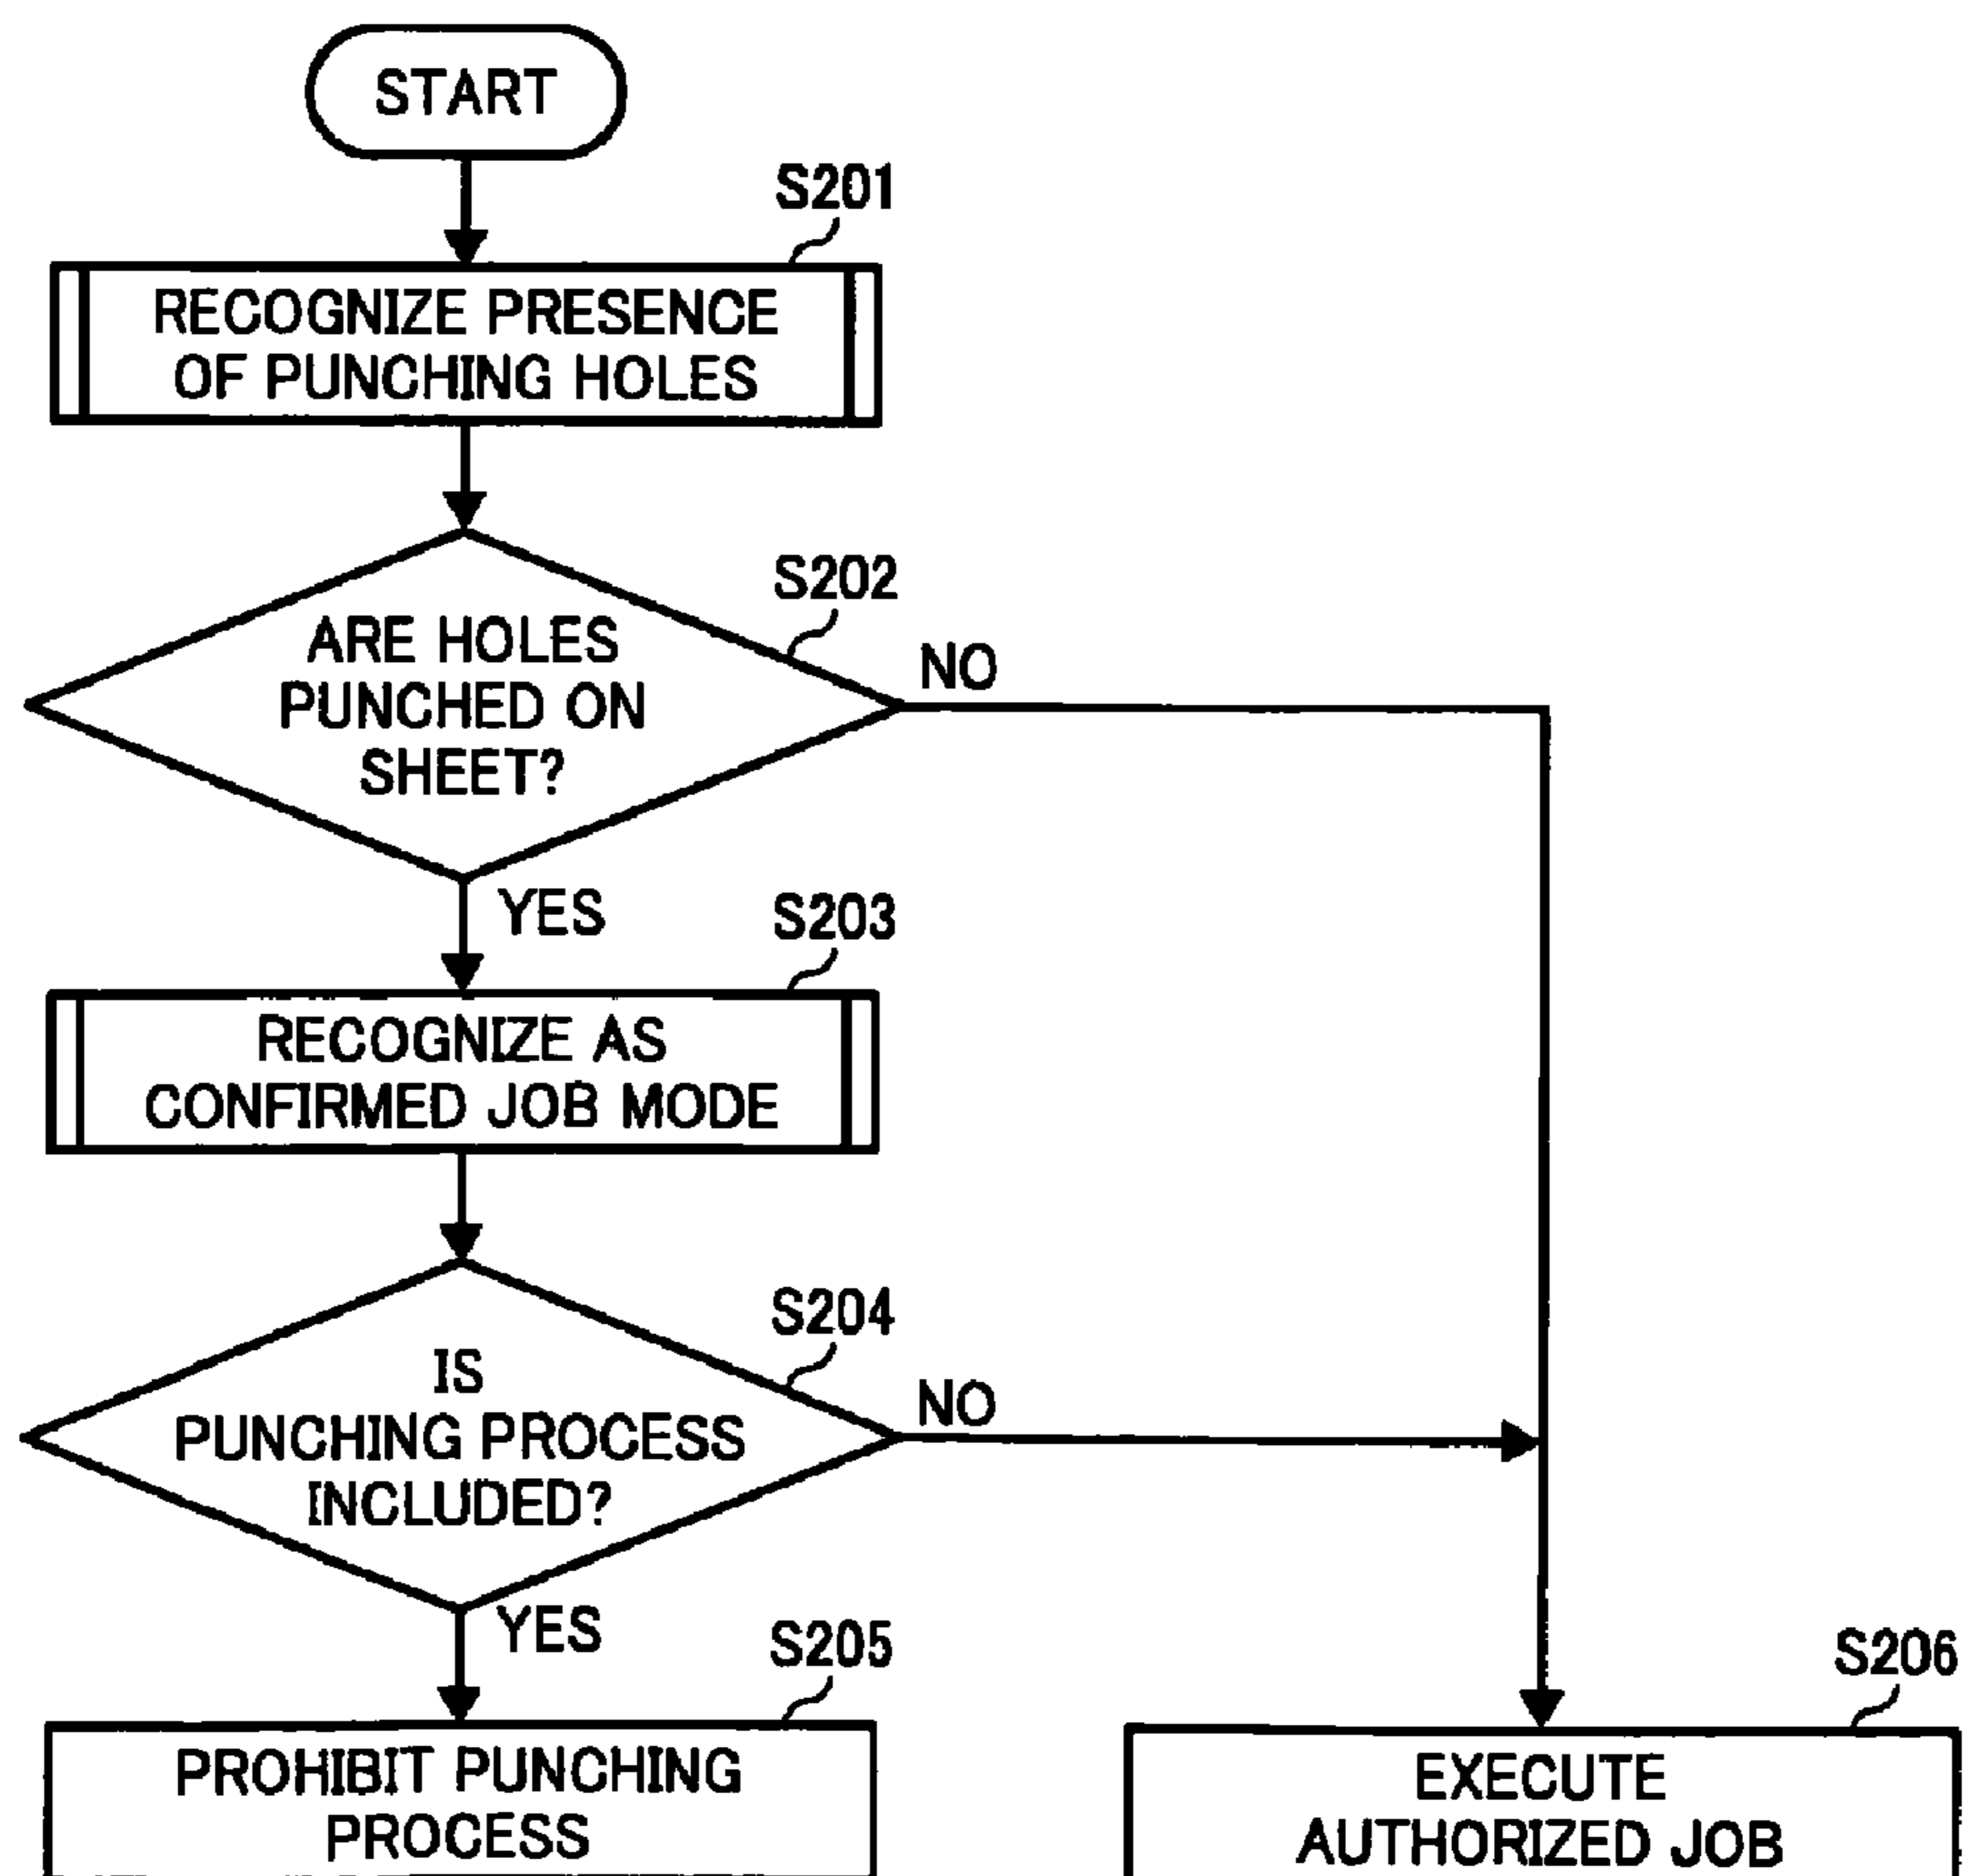 START
S201
RECOGNIZE PRESENCE
OF PUNCHING HOLES
S202
ARE HOLES
PUNCHED ON
SHEET?
NO
YES
S203
RECOGNIZE AS
CONFIRMED JOB MODE
S204
IS
PUNCHING PROCESS
INCLUDED?
NO
YES
S205
PROHIBIT PUNCHING
PROCESS
S206
EXECUTE
AUTHORIZED JOB